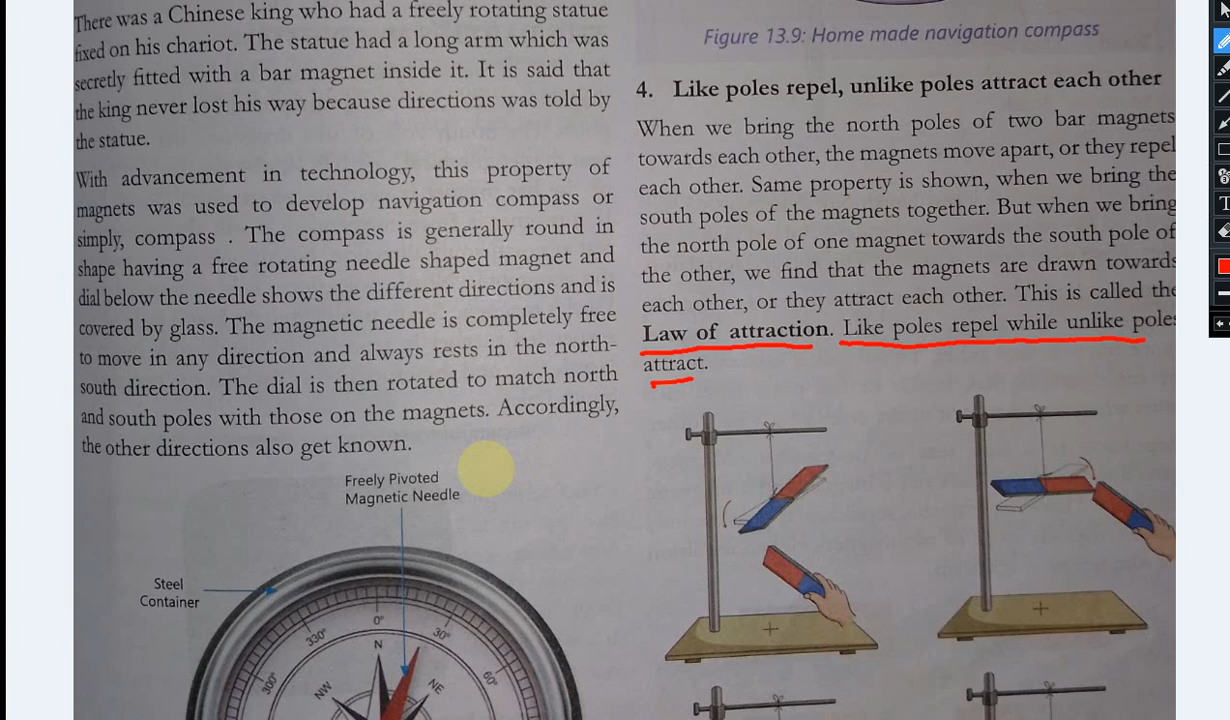 There was a Chinese king who had a freely rotating statue
fixed on his chariot. The statue had a long arm which was
secretly fitted with a bar magnet inside it. It is said that
the king never lost his way because directions was told by
the statue.
With advancement in technology, this property of
magnets was used to develop navigation compass or
simply, compass . The compass is generally round in
shape having a free rotating needle shaped magnet and
dial below the needle shows the different directions and is
covered by glass. The magnetic needle is completely free
to move in any direction and always rests in the north-
south direction. The dial is then rotated to match north
and south poles with those on the magnets. Accordingly,
the other directions also get known.
Freely Pivoted
Magnetic Needle
Steel
Container
0°
330°
30°
300°
60°
N
NW
NE
Figure 13.9: Home made navigation compass
4. Like poles repel, unlike poles attract each other
When we bring the north poles of two bar magnets
towards each other, the magnets move apart, or they repel
each other. Same property is shown, when we bring the
south poles of the magnets together. But when we bring
the north pole of one magnet towards the south pole of
the other, we find that the magnets are drawn towards
each other, or they attract each other. This is called the
Law of attraction. Like poles repel while unlike poles
attract.
+
+
T